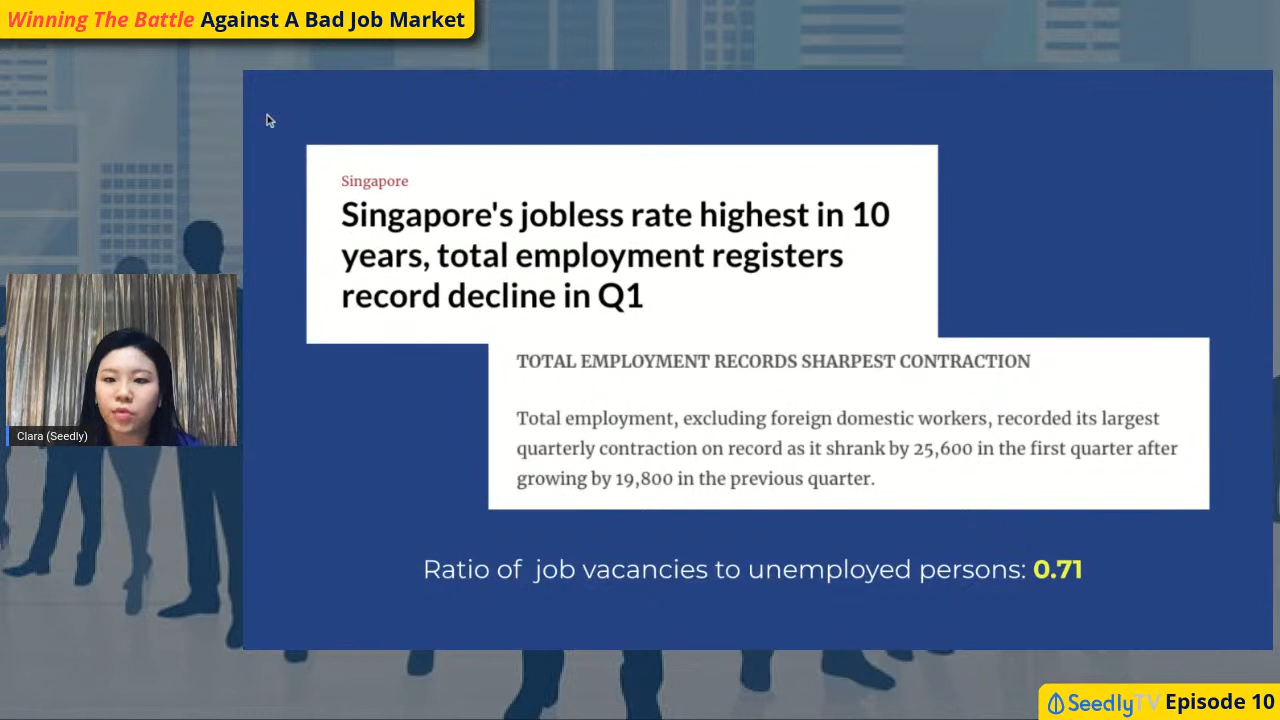 Winning The Battle Against A Bad Job Market
Singapore
Singapore's jobless rate highest in 10
years, total employment registers
record decline in Q1
TOTAL EMPLOYMENT RECORDS SHARPEST CONTRACTION
Total employment, excluding foreign domestic workers, recorded its largest
quarterly contraction on record as it shrank by 25,600 in the first quarter after
growing by 19,800 in the previous quarter.
Clara (Seedly)
Ratio of job vacancies to unemployed persons: 0.71
SeedlyTV Episode 10